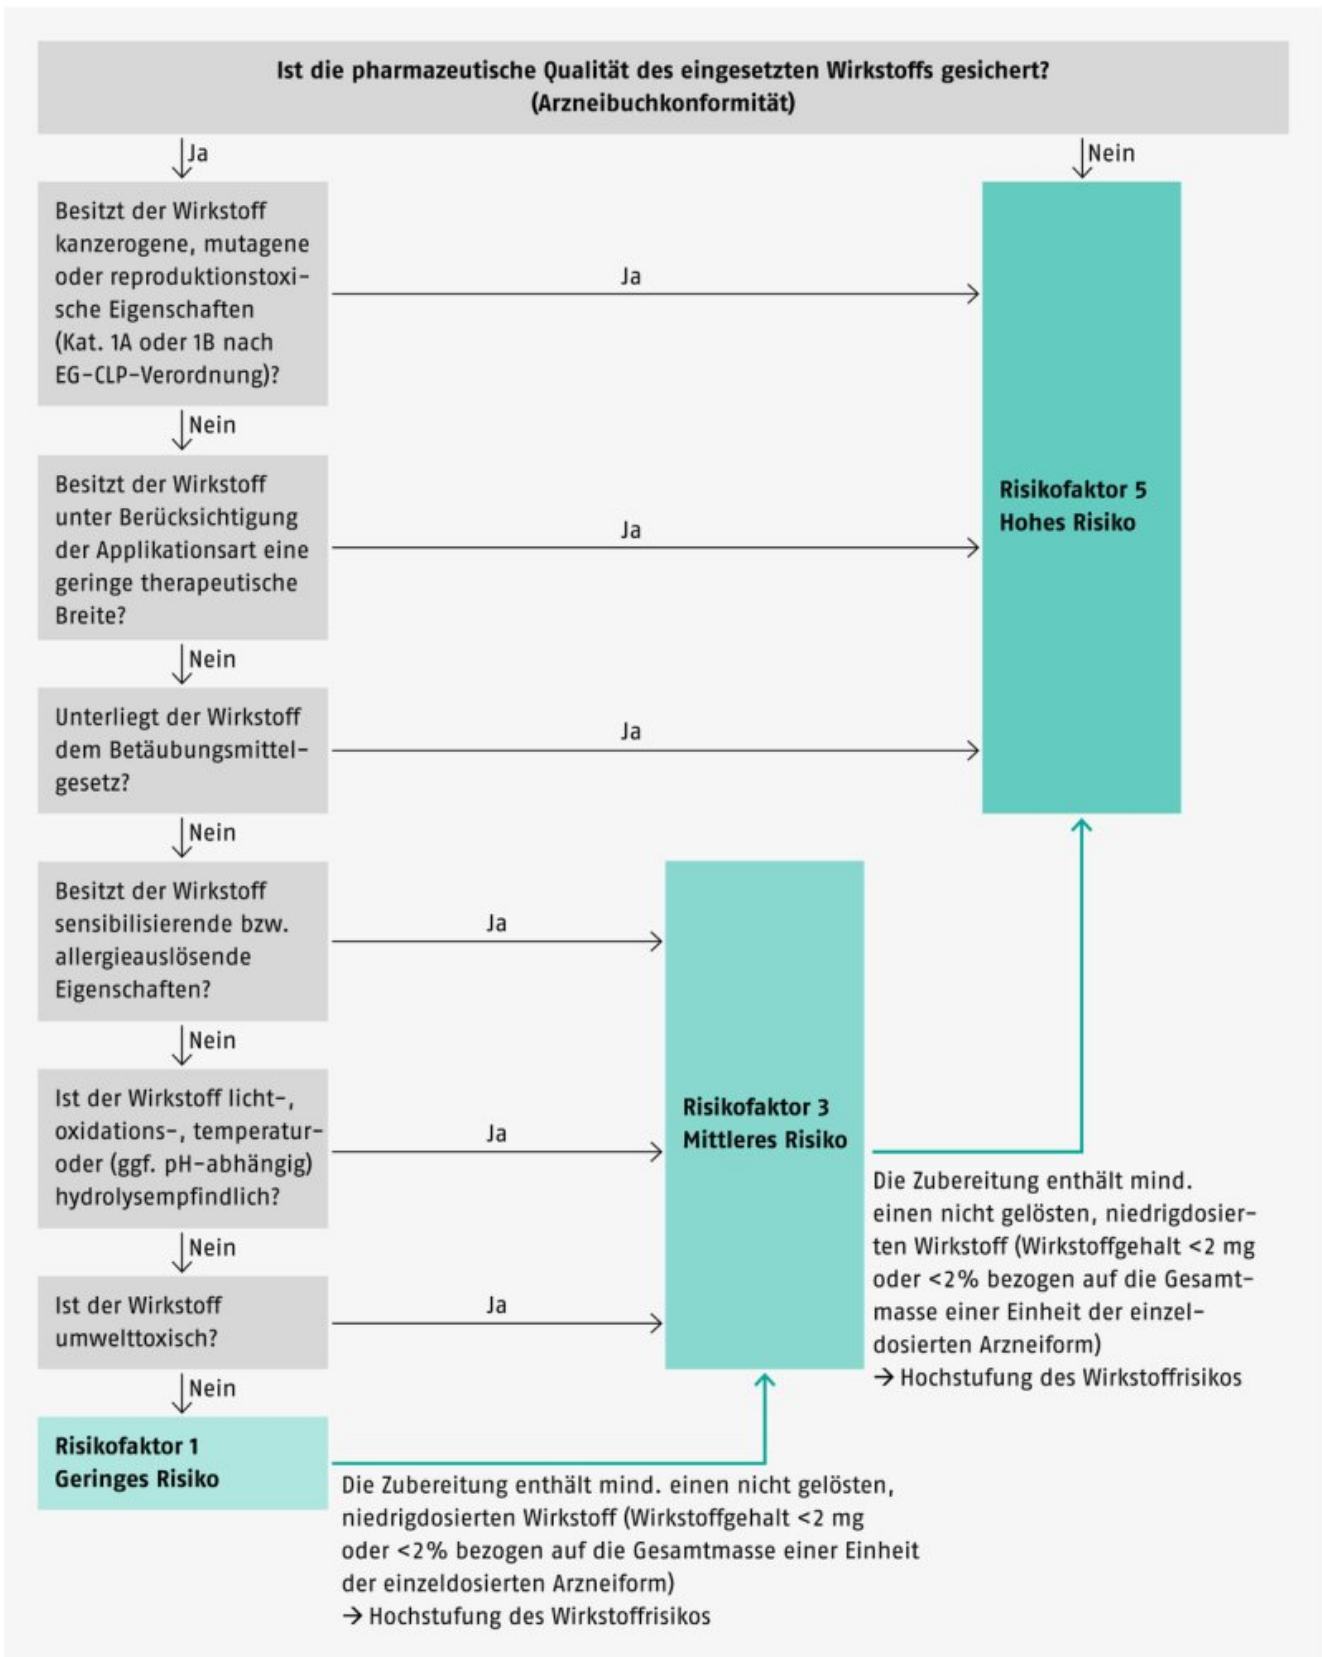 Ist die pharmazeutische Qualität des eingesetzten Wirkstoffs gesichert?
(Arzneibuchkonformität)
Ja
Nein
Besitzt der Wirkstoff
kanzerogene, mutagene
oder reproduktionstoxi-
sche Eigenschaften
(Kat. 1A oder 1B nach
EG-CLP-Verordnung)?
Ja
Nein
Besitzt der Wirkstoff
unter Berücksichtigung
der Applikationsart eine
geringe therapeutische
Breite?
Ja
Risikofaktor 5
Hohes Risiko
Nein
Unterliegt der Wirkstoff
dem Betäubungsmittel-
gesetz?
Ja
Nein
Besitzt der Wirkstoff
sensibilisierende bzw.
allergieauslösende
Eigenschaften?
Ja
Nein
Ist der Wirkstoff licht-,
oxidations-, temperatur-
oder (ggf. pH-abhängig)
hydrolysempfindlich?
Ja
Risikofaktor 3
Mittleres Risiko
Die Zubereitung enthält mind.
einen nicht gelösten, niedrigdosier-
ten Wirkstoff (Wirkstoffgehalt <2 mg
oder <2% bezogen auf die Gesamt-
masse einer Einheit der einzel-
dosierten Arzneiform)
→ Hochstufung des Wirkstoffrisikos
Nein
Ist der Wirkstoff
umwelttoxisch?
Ja
Nein
Risikofaktor 1
Geringes Risiko
Die Zubereitung enthält mind. einen nicht gelösten,
niedrigdosierten Wirkstoff (Wirkstoffgehalt <2 mg
oder <2% bezogen auf die Gesamtmasse einer Einheit
der einzeldosierten Arzneiform)
→ Hochstufung des Wirkstoffrisikos